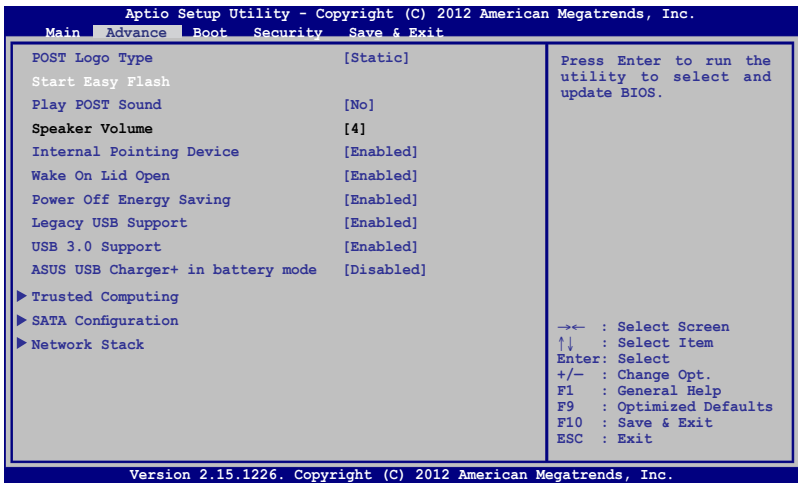 Aptio Setup Utility - Copyright (C) 2012 American Megatrends, Inc.
Main Advance Boot Security Save & Exit
POST Logo Type [Static]
Start Easy Flash
Play POST Sound [No]
Speaker Volume [4]
Internal Pointing Device [Enabled]
Wake On Lid Open [Enabled]
Power Off Energy Saving [Enabled]
Legacy USB Support [Enabled]
USB 3.0 Support [Enabled]
ASUS USB Charger+ in battery mode [Disabled]
Trusted Computing
SATA Configuration
Network Stack
Press Enter to run the
utility to select and
update BIOS.
→← : Select Screen
↑↓ : Select Item
Enter: Select
+/— : Change Opt.
F1 : General Help
F9 : Optimized Defaults
F10 : Save & Exit
ESC : Exit
Version 2.15.1226. Copyright (C) 2012 American Megatrends, Inc.